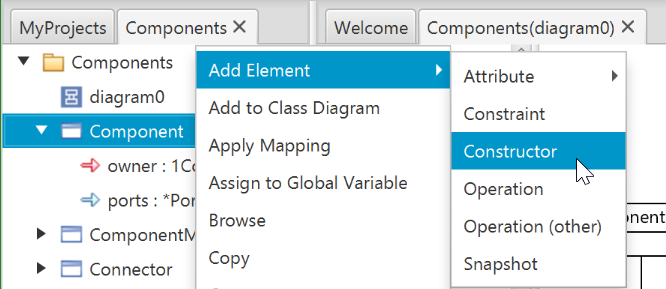 MyProjects
Components
Welcome
Components(diagram0)
Components
diagram0
Component
owner : 1Co
ports : *Por
ComponentM
Connector
Add Element
Add to Class Diagram
Apply Mapping
Assign to Global Variable
Browse
Copy
Attribute
Constraint
Constructor
Operation
Operation (other)
Snapshot
onent